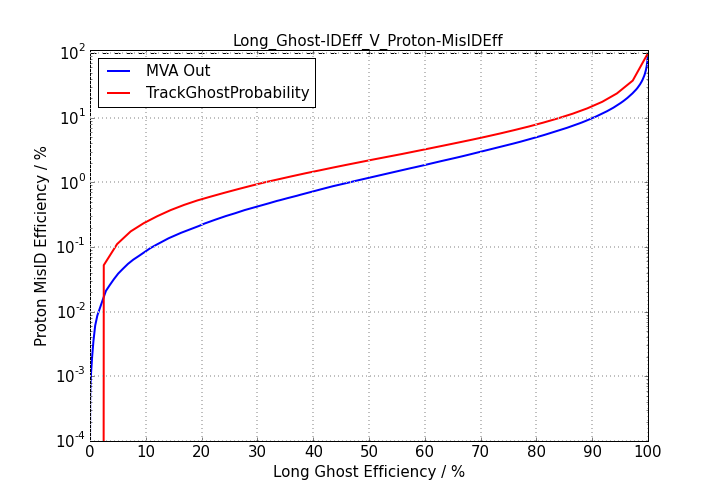 Long_Ghost-IDEff_V_Proton-MisIDEff
MVA Out
TrackGhostProbability
Proton MisID Efficiency / %
10^2
10^1
10^0
10^-1
10^-2
10^-3
10^-4
0 10 20 30 40 50 60 70 80 90 100
Long Ghost Efficiency / %